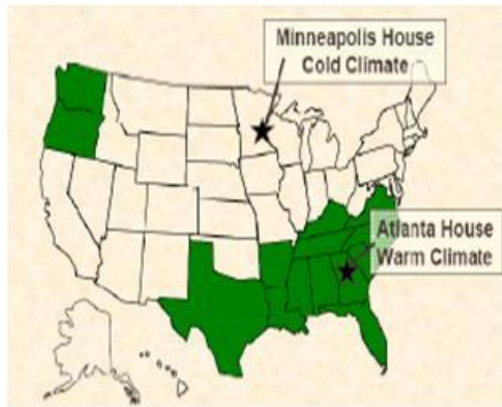 Minneapolis House
Cold Climate
Atlanta House
Warm Climate